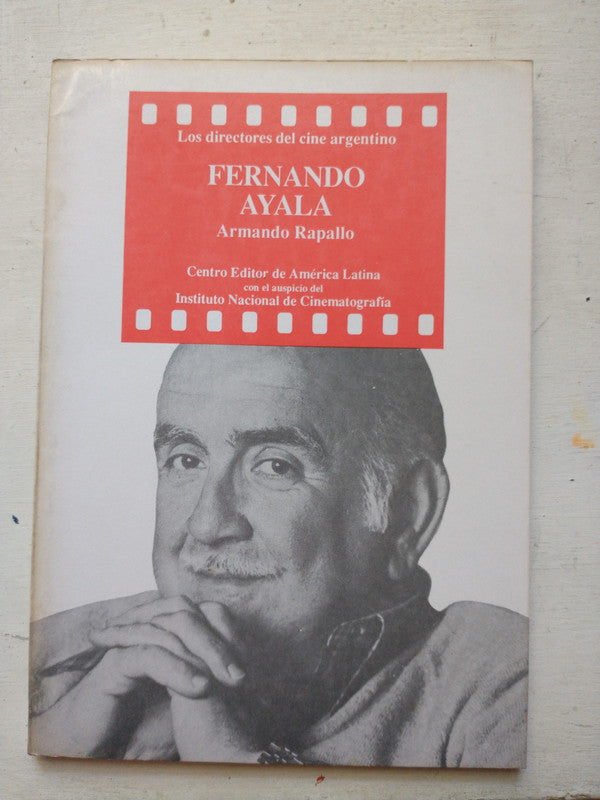 Los directores del cine argentino
FERNANDO
AYALA
Armando Rapallo
Centro Editor de América Latina
con el auspicio del
Instituto Nacional de Cinematografía